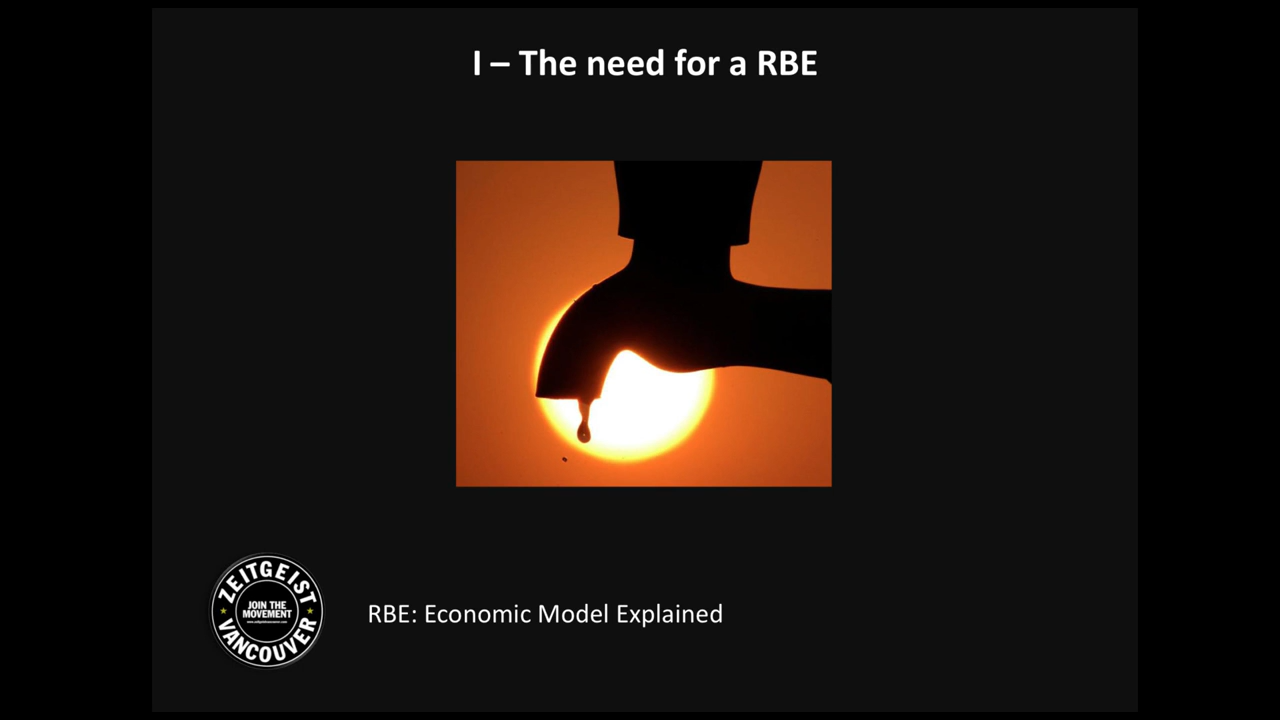 I – The need for a RBE
ZEITGEIST
JOIN THE
MOVEMENT
VANCOUVER
RBE: Economic Model Explained